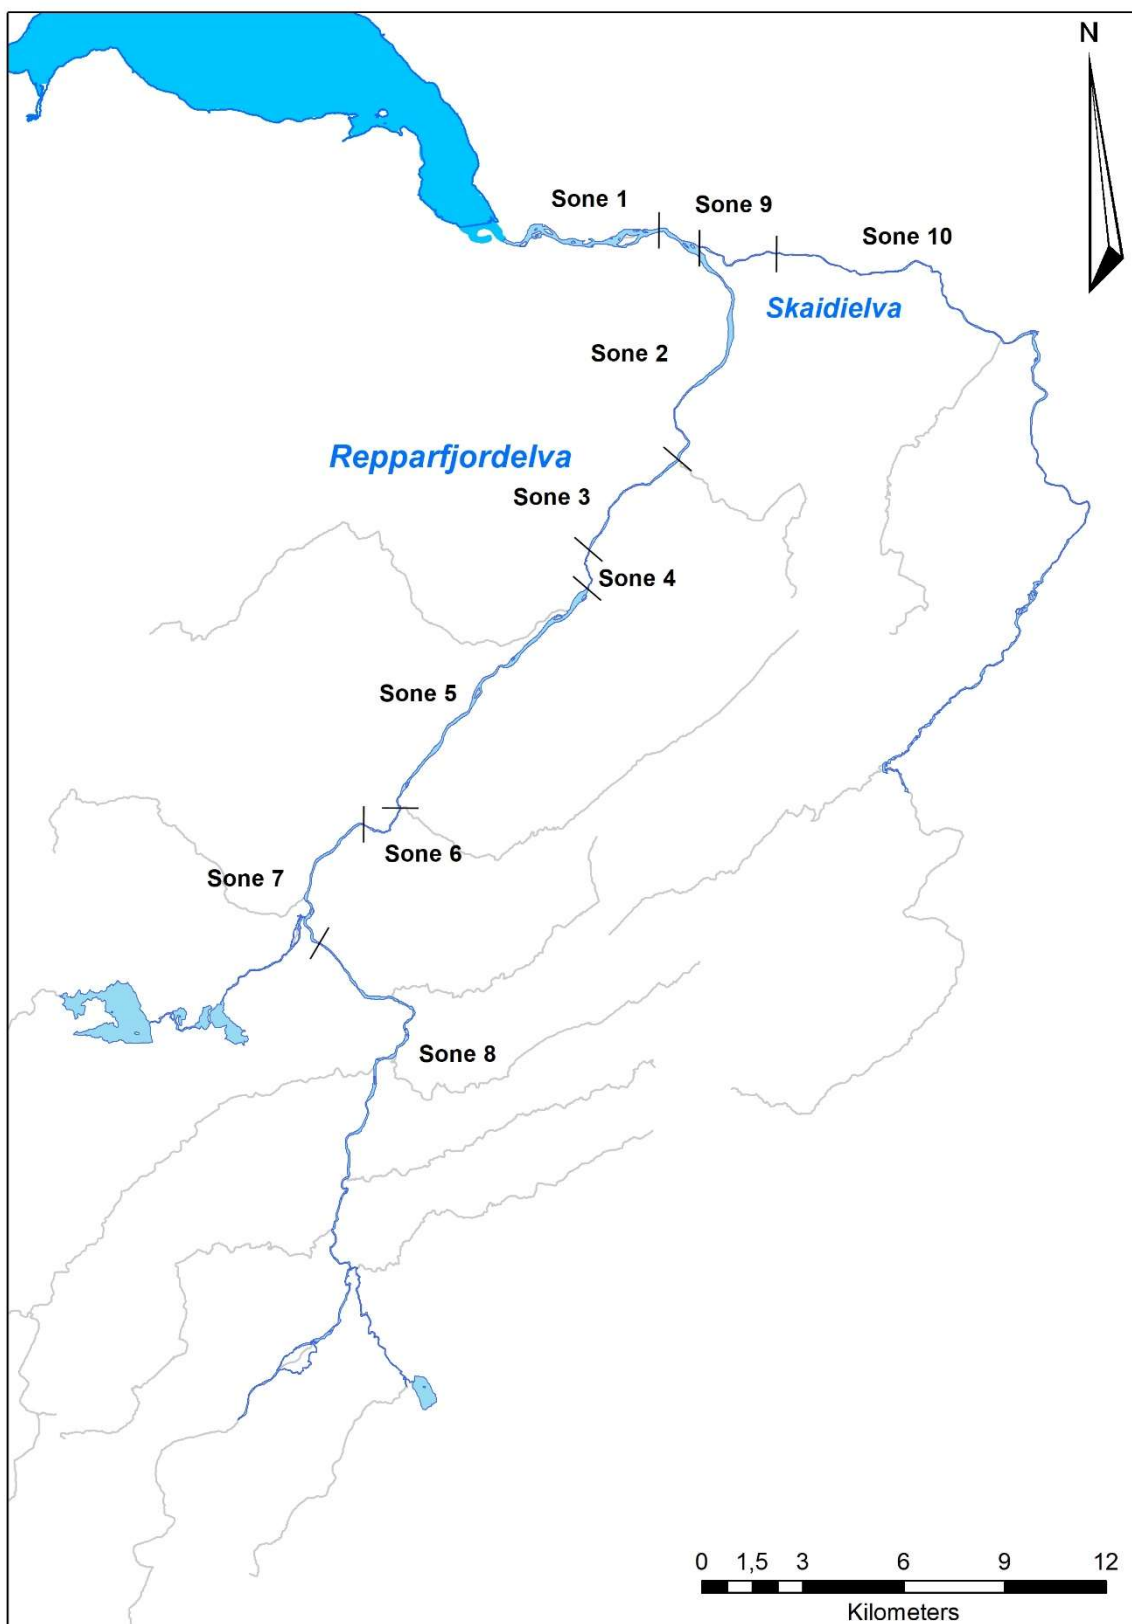 N
Sone 1
Sone 9
Sone 10
Skaidielva
Sone 2
Repparfjordelva
Sone 3
Sone 4
Sone 5
Sone 6
Sone 7
Sone 8
0 1,5 3 6 9 12
Kilometers